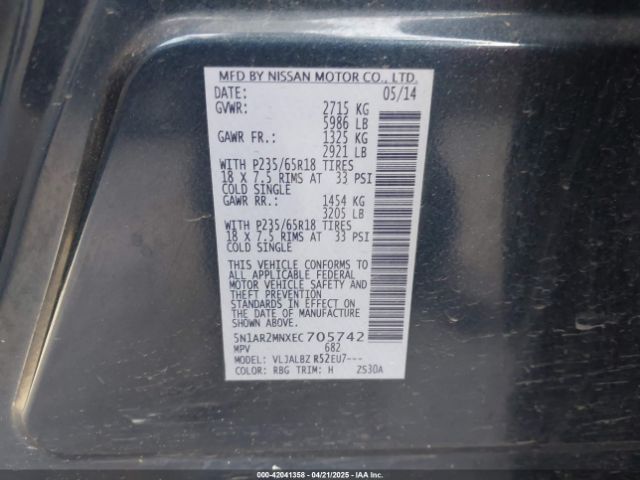 MFD BY NISSAN MOTOR CO., LTD.
DATE: 05/14
GVWR: 2715 KG
5986 LB
GAWR FR.: 1325 KG
2921 LB
WITH P235/65R18 TIRES
18 X 7.5 RIMS AT 33 PSI
COLD SINGLE
GAWR RR.: 1454 KG
3205 LB
WITH P235/65R18 TIRES
18 X 7.5 RIMS AT 33 PSI
COLD SINGLE
THIS VEHICLE CONFORMS TO
ALL APPLICABLE FEDERAL
MOTOR VEHICLE SAFETY AND
THEFT PREVENTION
STANDARDS IN EFFECT ON
THE DATE OF MANUFACTURE
SHOWN ABOVE.
5N1AR2MNXEC705742
MPV 682
MODEL: VLJALBZ R52EU7---
COLOR: RBG TRIM: H ZS30A
000-42041358 - 04/21/2025 - IAAI.com